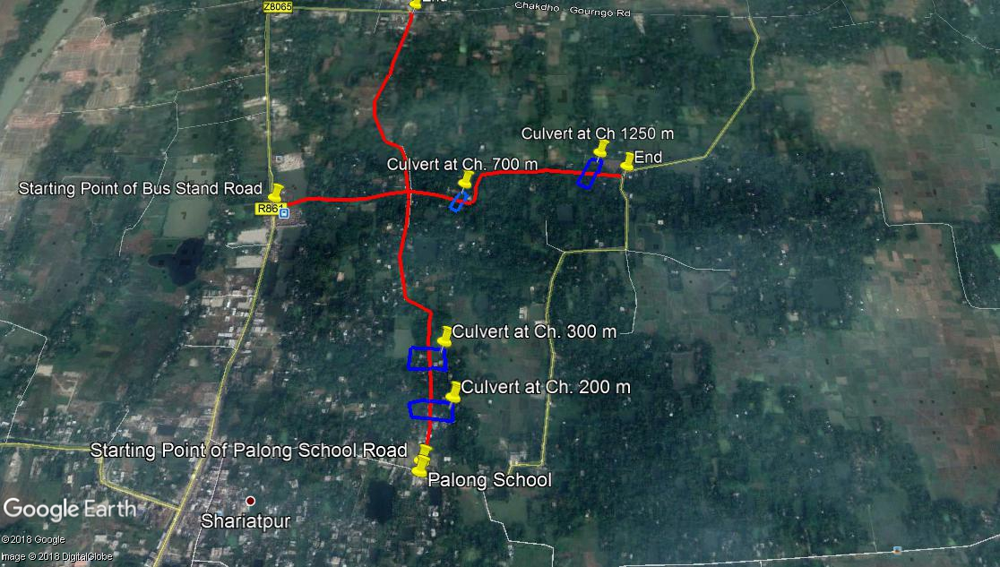 End
Z8065
Chakdho Gourngo Rd
Culvert at Ch 1250 m
Culvert at Ch. 700 m
End
Starting Point of Bus Stand Road
R861
Culvert at Ch. 300 m
Culvert at Ch. 200 m
Starting Point of Palong School Road
Palong School
Google Earth
Shariatpur
© 2018 Google
Image © 2018 DigitalGlobe